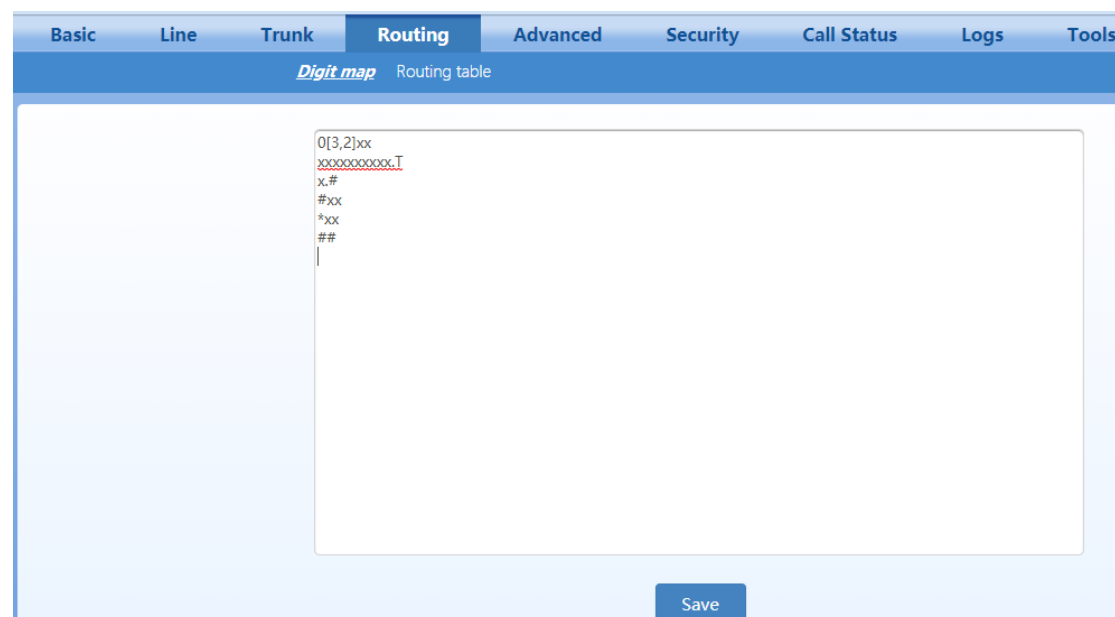 Basic Line Trunk Routing Advanced Security Call Status Logs Tools
Digit map Routing table
0[3,2]xx
xxxxxxxxxx.T
x.#
#xx
*xx
##
Save